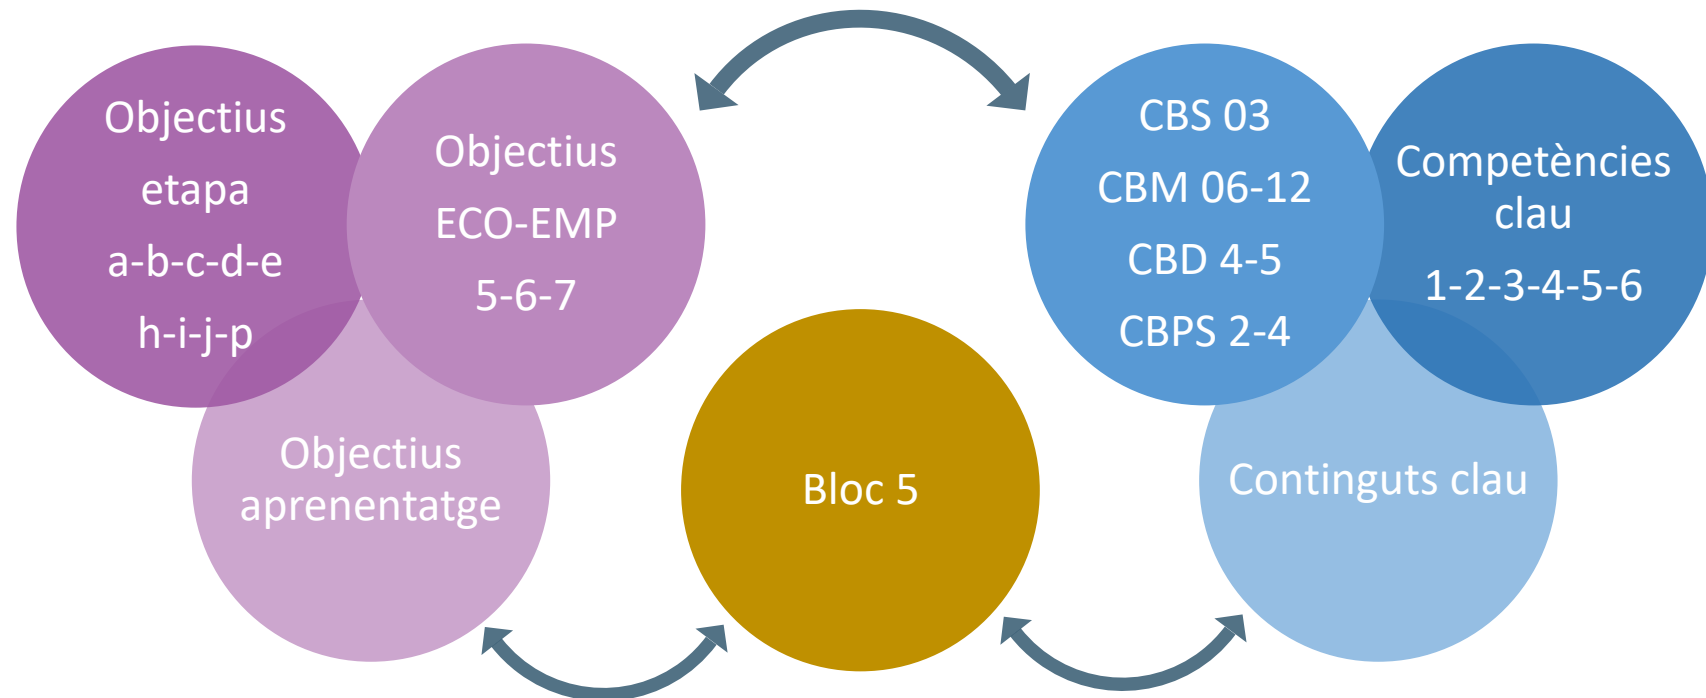 Objectius
etapa
a-b-c-d-e
h-i-j-p
Objectius
ECO-EMP
5-6-7
Objectius
aprenentatge
Bloc 5
CBS 03
CBM 06-12
CBD 4-5
CBPS 2-4
Competències
clau
1-2-3-4-5-6
Continguts clau